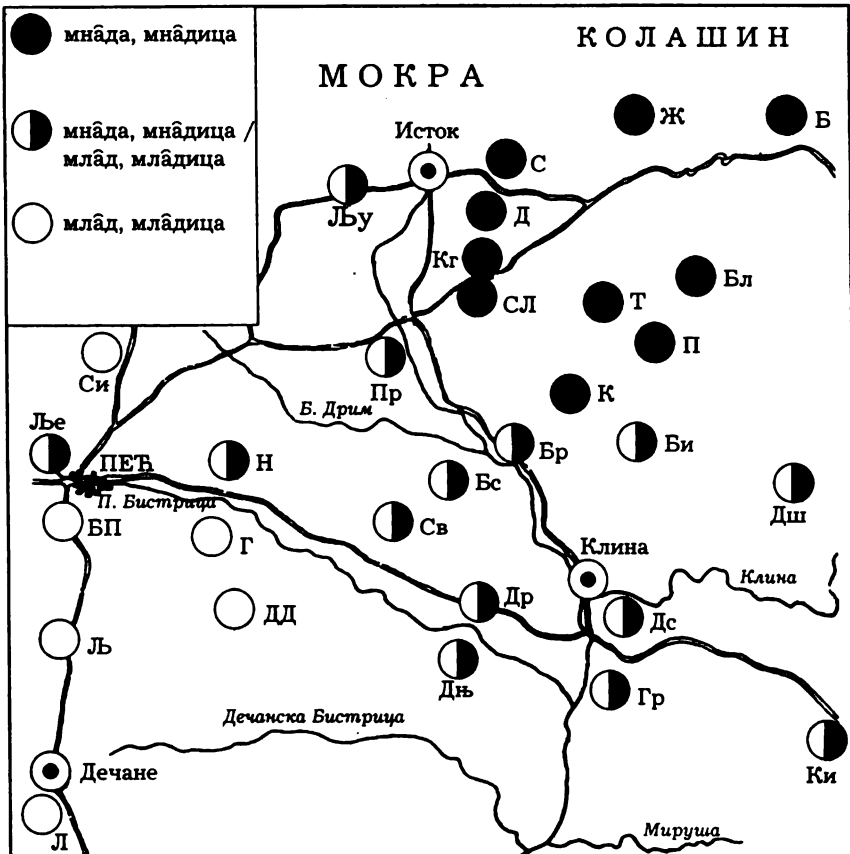 мна̑да, мна̑дица
мна̑да, мна̑дица /
мла̑д, мла̑дица
мла̑д, мла̑дица
КОЛАШИН
МОКРА
Исток
Ж
Б
С
Љу
Д
Кг
СЛ
Т
Бл
П
Си
Пр
К
Б. Дрим
Ље
ПЕЋ
Н
Бр
Би
Бс
П. Бистрица
Дш
БП
Г
Св
Клина
Клина
ДД
Др
Дс
Љ
Дњ
Гр
Дечанска Бистрица
Дечане
Ки
Л
Мируша